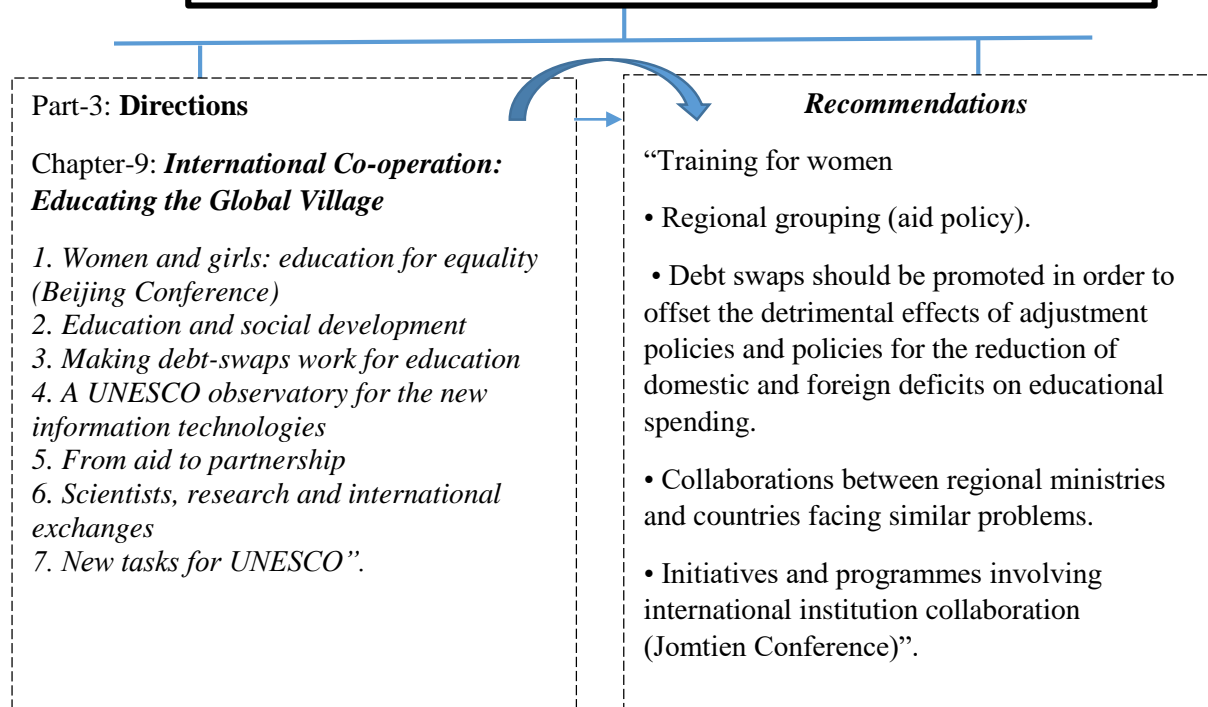 Part-3: Directions
Chapter-9: International Co-operation:
Educating the Global Village
1. Women and girls: education for equality
(Beijing Conference)
2. Education and social development
3. Making debt-swaps work for education
4. A UNESCO observatory for the new
information technologies
5. From aid to partnership
6. Scientists, research and international
exchanges
7. New tasks for UNESCO”.
Recommendations
“Training for women
• Regional grouping (aid policy).
• Debt swaps should be promoted in order to
offset the detrimental effects of adjustment
policies and policies for the reduction of
domestic and foreign deficits on educational
spending.
• Collaborations between regional ministries
and countries facing similar problems.
• Initiatives and programmes involving
international institution collaboration
(Jomtien Conference)”.